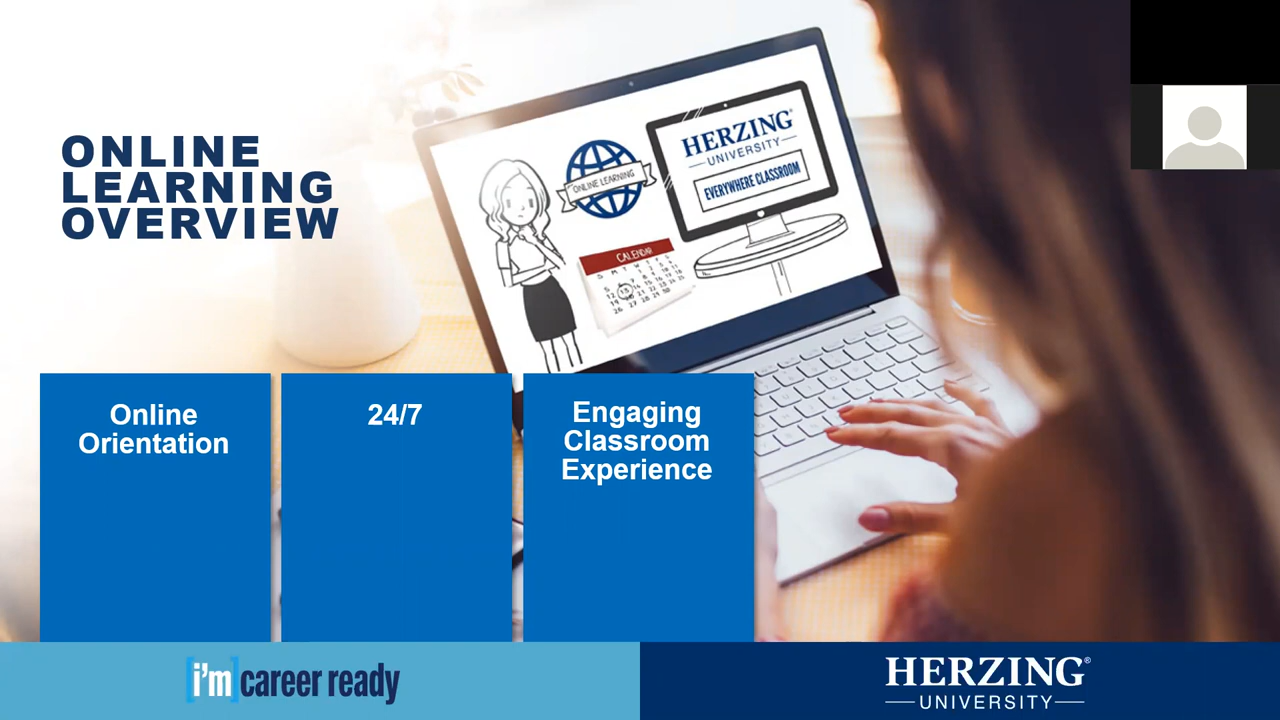 ONLINE
LEARNING
OVERVIEW
HERZING®
UNIVERSITY
EVERYWHERE CLASSROOM
ONLINE LEARNING
CALENDAR
Online
Orientation
24/7
Engaging
Classroom
Experience
[i'm] career ready
HERZING®
UNIVERSITY